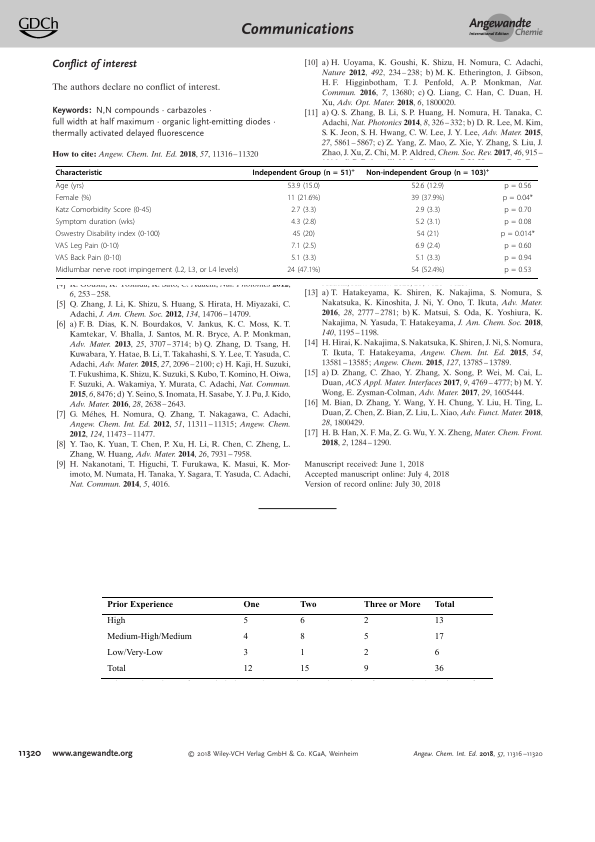 GDCh
Communications
Angewandte
International Edition
Chemie
Conflict of interest
The authors declare no conflict of interest.
Keywords: N,N compounds · carbazoles ·
full width at half maximum · organic light-emitting diodes ·
thermally activated delayed fluorescence
How to cite: Angew. Chem. Int. Ed. 2018, 57, 11316–11320
[10] a) H. Uoyama, K. Goushi, K. Shizu, H. Nomura, C. Adachi,
Nature 2012, 492, 234–238; b) M. K. Etherington, J. Gibson,
H. F. Higginbotham, T. J. Penfold, A. P. Monkman, Nat.
Commun. 2016, 7, 13680; c) Q. Liang, C. Han, C. Duan, H.
Xu, Adv. Opt. Mater. 2018, 6, 1800020.
[11] a) Q. S. Zhang, B. Li, S. P. Huang, H. Nomura, H. Tanaka, C.
Adachi, Nat. Photonics 2014, 8, 326–332; b) D. R. Lee, M. Kim,
S. K. Jeon, S. H. Hwang, C. W. Lee, J. Y. Lee, Adv. Mater. 2015,
27, 5861–5867; c) Z. Yang, Z. Mao, Z. Xie, Y. Zhang, S. Liu, J.
Zhao, J. Xu, Z. Chi, M. P. Aldred, Chem. Soc. Rev. 2017, 46, 915–
Characteristic Independent Group (n = 51)+ Non-independent Group (n = 103)+
Age (yrs) 53.9 (15.0) 52.6 (12.9) p = 0.56
Female (%) 11 (21.6%) 39 (37.9%) p = 0.04*
Katz Comorbidity Score (0-45) 2.7 (3.3) 2.9 (3.3) p = 0.70
Symptom duration (wks) 4.3 (2.8) 5.2 (3.1) p = 0.08
Oswestry Disability index (0-100) 45 (20) 54 (21) p = 0.014*
VAS Leg Pain (0-10) 7.1 (2.5) 6.9 (2.4) p = 0.60
VAS Back Pain (0-10) 5.1 (3.3) 5.1 (3.3) p = 0.94
Midlumbar nerve root impingement (L2, L3, or L4 levels) 24 (47.1%) 54 (52.4%) p = 0.53
6, 253–258.
[5] Q. Zhang, J. Li, K. Shizu, S. Huang, S. Hirata, H. Miyazaki, C.
Adachi, J. Am. Chem. Soc. 2012, 134, 14706–14709.
[6] a) F. B. Dias, K. N. Bourdakos, V. Jankus, K. C. Moss, K. T.
Kamtekar, V. Bhalla, J. Santos, M. R. Bryce, A. P. Monkman,
Adv. Mater. 2013, 25, 3707–3714; b) Q. Zhang, D. Tsang, H.
Kuwabara, Y. Hatae, B. Li, T. Takahashi, S. Y. Lee, T. Yasuda, C.
Adachi, Adv. Mater. 2015, 27, 2096–2100; c) H. Kaji, H. Suzuki,
T. Fukushima, K. Shizu, K. Suzuki, S. Kubo, T. Komino, H. Oiwa,
F. Suzuki, A. Wakamiya, Y. Murata, C. Adachi, Nat. Commun.
2015, 6, 8476; d) Y. Seino, S. Inomata, H. Sasabe, Y. J. Pu, J. Kido,
Adv. Mater. 2016, 28, 2638–2643.
[7] G. Méhes, H. Nomura, Q. Zhang, T. Nakagawa, C. Adachi,
Angew. Chem. Int. Ed. 2012, 51, 11311–11315; Angew. Chem.
2012, 124, 11473–11477.
[8] Y. Tao, K. Yuan, T. Chen, P. Xu, H. Li, R. Chen, C. Zheng, L.
Zhang, W. Huang, Adv. Mater. 2014, 26, 7931–7958.
[9] H. Nakanotani, T. Higuchi, T. Furukawa, K. Masui, K. Mor-
imoto, M. Numata, H. Tanaka, Y. Sagara, T. Yasuda, C. Adachi,
Nat. Commun. 2014, 5, 4016.
[13] a) T. Hatakeyama, K. Shiren, K. Nakajima, S. Nomura, S.
Nakatsuka, K. Kinoshita, J. Ni, Y. Ono, T. Ikuta, Adv. Mater.
2016, 28, 2777–2781; b) K. Matsui, S. Oda, K. Yoshiura, K.
Nakajima, N. Yasuda, T. Hatakeyama, J. Am. Chem. Soc. 2018,
140, 1195–1198.
[14] H. Hirai, K. Nakajima, S. Nakatsuka, K. Shiren, J. Ni, S. Nomura,
T. Ikuta, T. Hatakeyama, Angew. Chem. Int. Ed. 2015, 54,
13581–13585; Angew. Chem. 2015, 127, 13785–13789.
[15] a) D. Zhang, C. Zhao, Y. Zhang, X. Song, P. Wei, M. Cai, L.
Duan, ACS Appl. Mater. Interfaces 2017, 9, 4769–4777; b) M. Y.
Wong, E. Zysman-Colman, Adv. Mater. 2017, 29, 1605444.
[16] M. Bian, D. Zhang, Y. Wang, Y. H. Chung, Y. Liu, H. Ting, L.
Duan, Z. Chen, Z. Bian, Z. Liu, L. Xiao, Adv. Funct. Mater. 2018,
28, 1800429.
[17] H. B. Han, X. F. Ma, Z. G. Wu, Y. X. Zheng, Mater. Chem. Front.
2018, 2, 1284–1290.
Manuscript received: June 1, 2018
Accepted manuscript online: July 4, 2018
Version of record online: July 30, 2018
Prior Experience One Two Three or More Total
High 5 6 2 13
Medium-High/Medium 4 8 5 17
Low/Very-Low 3 1 2 6
Total 12 15 9 36
11320 www.angewandte.org © 2018 Wiley-VCH Verlag GmbH & Co. KGaA, Weinheim Angew. Chem. Int. Ed. 2018, 57, 11316–11320